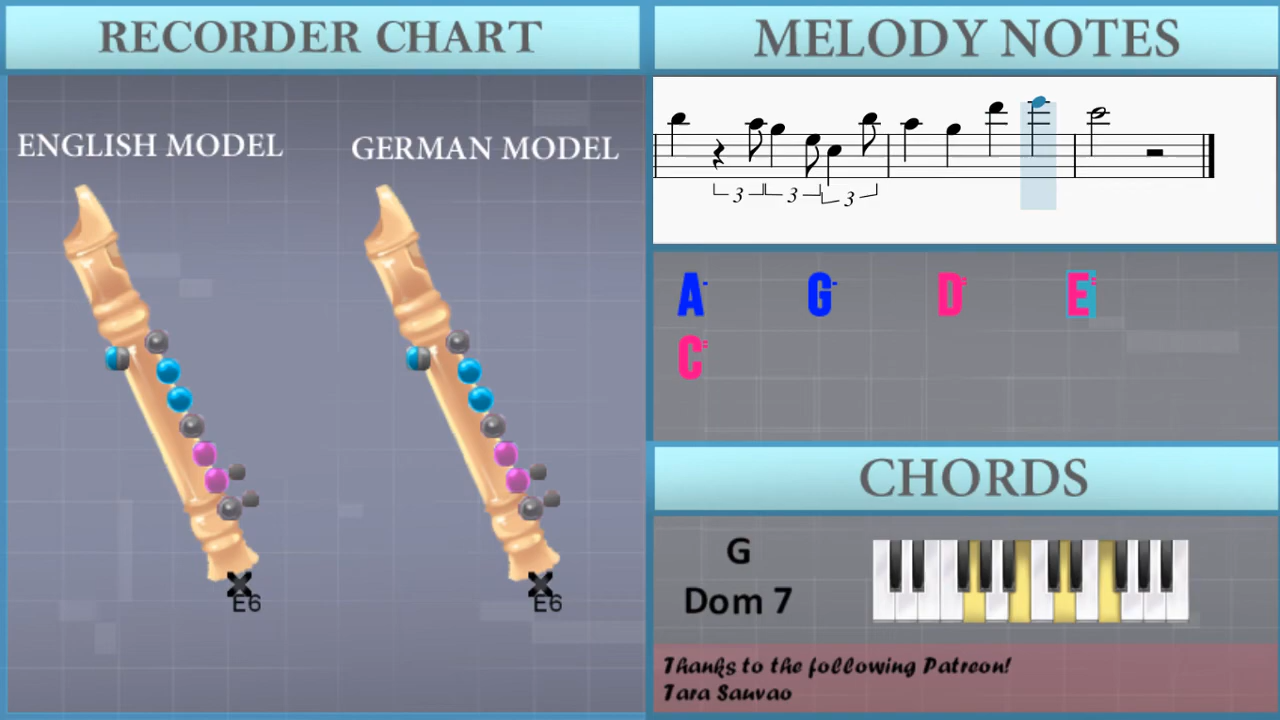 RECORDER CHART
ENGLISH MODEL
GERMAN MODEL
E6
E6
MELODY NOTES
3 3 3
A-
G-
D=
E=
C=
CHORDS
G
Dom 7
Thanks to the following Patreon!
Tara Sauvao